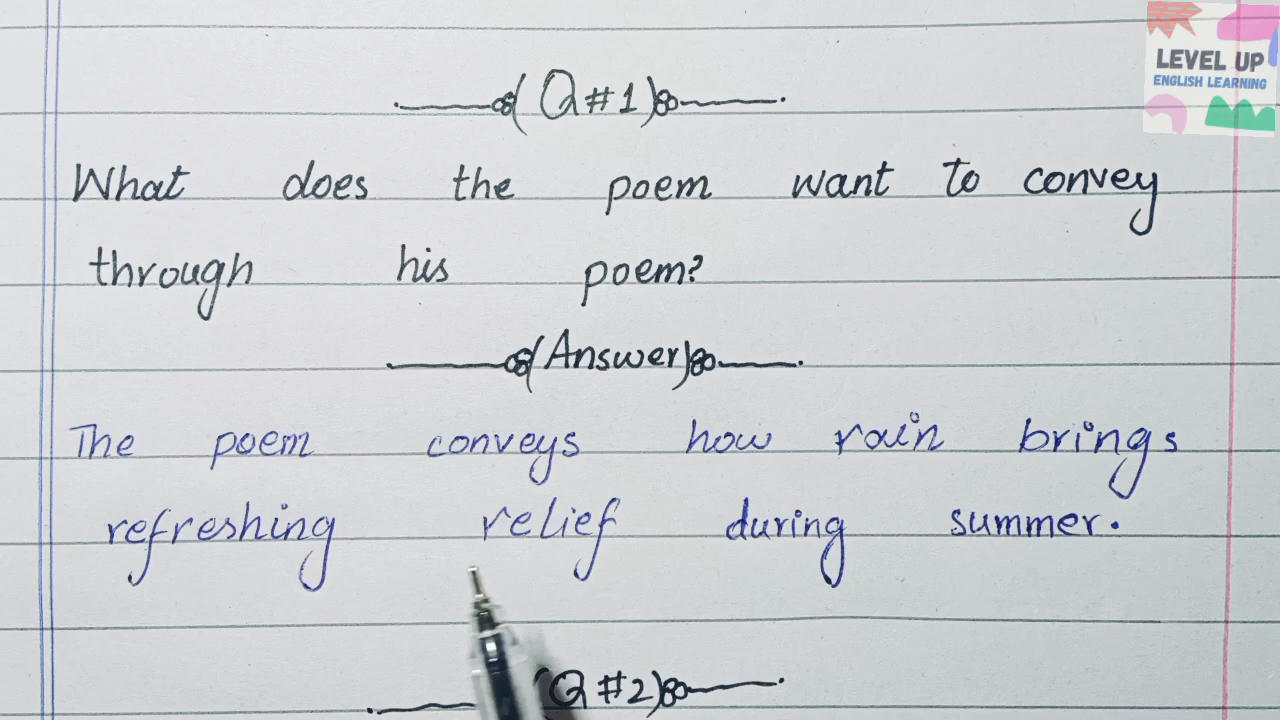 LEVEL UP
ENGLISH LEARNING
(Q#1)
What does the poem want to convey
through his poem?
(Answer)
The poem conveys how rain brings
refreshing relief during summer.
(Q#2)